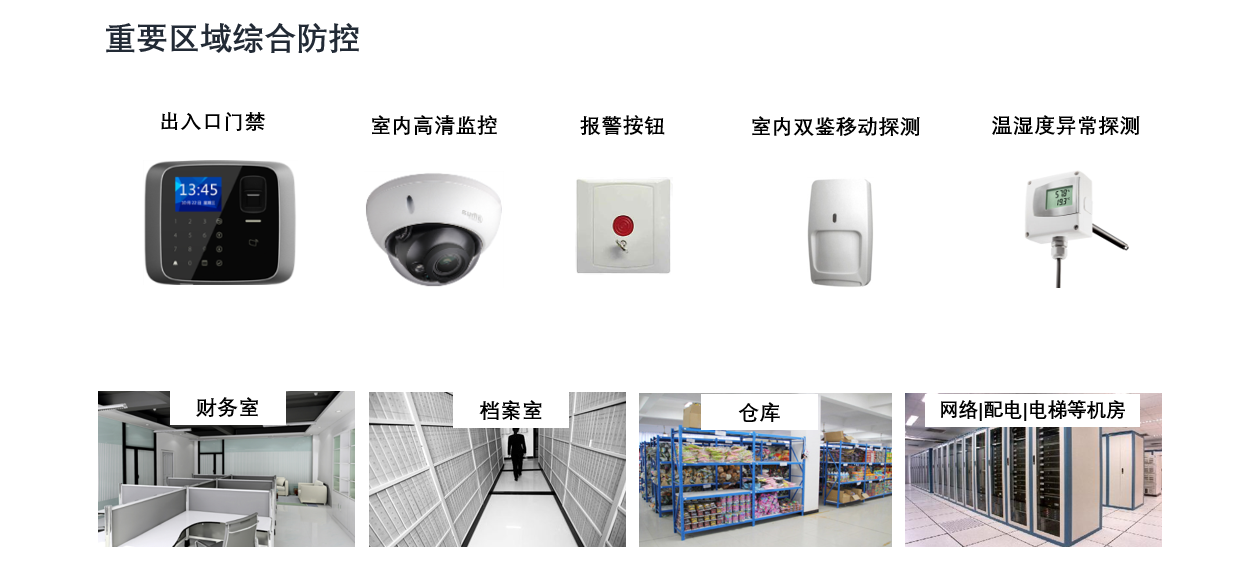 重要区域综合防控
出入口门禁
室内高清监控
报警按钮
室内双鉴移动探测
温湿度异常探测
13:45
财务室
档案室
仓库
网络|配电|电梯等机房